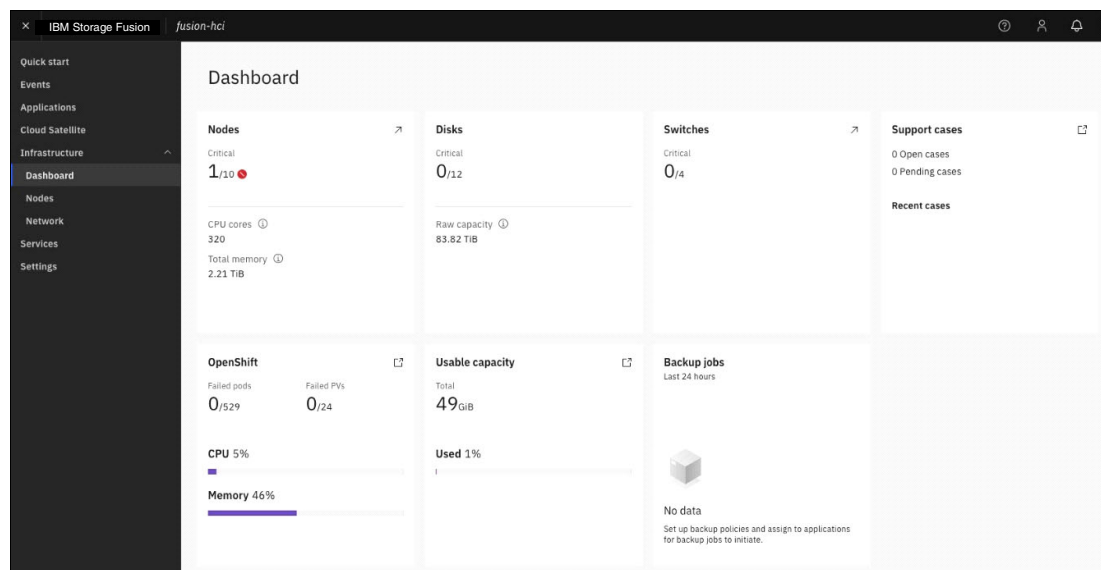 IBM Storage Fusion
fusion-hci
Quick start
Events
Applications
Cloud Satellite
Infrastructure
Dashboard
Nodes
Network
Services
Settings
Dashboard
Nodes
Critical
1/10
CPU cores
320
Total memory
2.21 TiB
Disks
Critical
0/12
Raw capacity
83.82 TiB
Switches
Critical
0/4
Support cases
0 Open cases
0 Pending cases
Recent cases
OpenShift
Failed pods
0/529
Failed PVs
0/24
CPU 5%
Memory 46%
Usable capacity
Total
49GiB
Used 1%
Backup jobs
Last 24 hours
No data
Set up backup policies and assign to applications
for backup jobs to initiate.